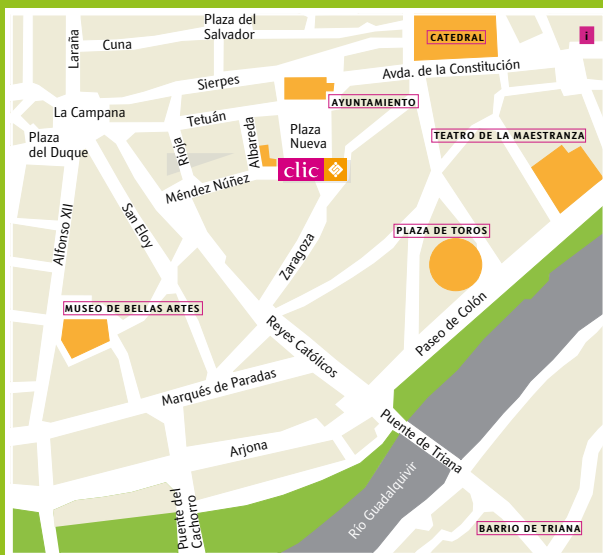 Laraña
Cuna
Plaza del
Salvador
CATEDRAL
i
Sierpes
Avda. de la Constitución
La Campana
AYUNTAMIENTO
Tetuán
Plaza
del Duque
Rioja
Albareda
Plaza
Nueva
TEATRO DE LA MAESTRANZA
clic
Méndez Núñez
Alfonso XII
San Eloy
Zaragoza
PLAZA DE TOROS
MUSEO DE BELLAS ARTES
Reyes Católicos
Paseo de Colón
Marqués de Paradas
Arjona
Puente de Triana
Puente del
Cachorro
Río Guadalquivir
BARRIO DE TRIANA